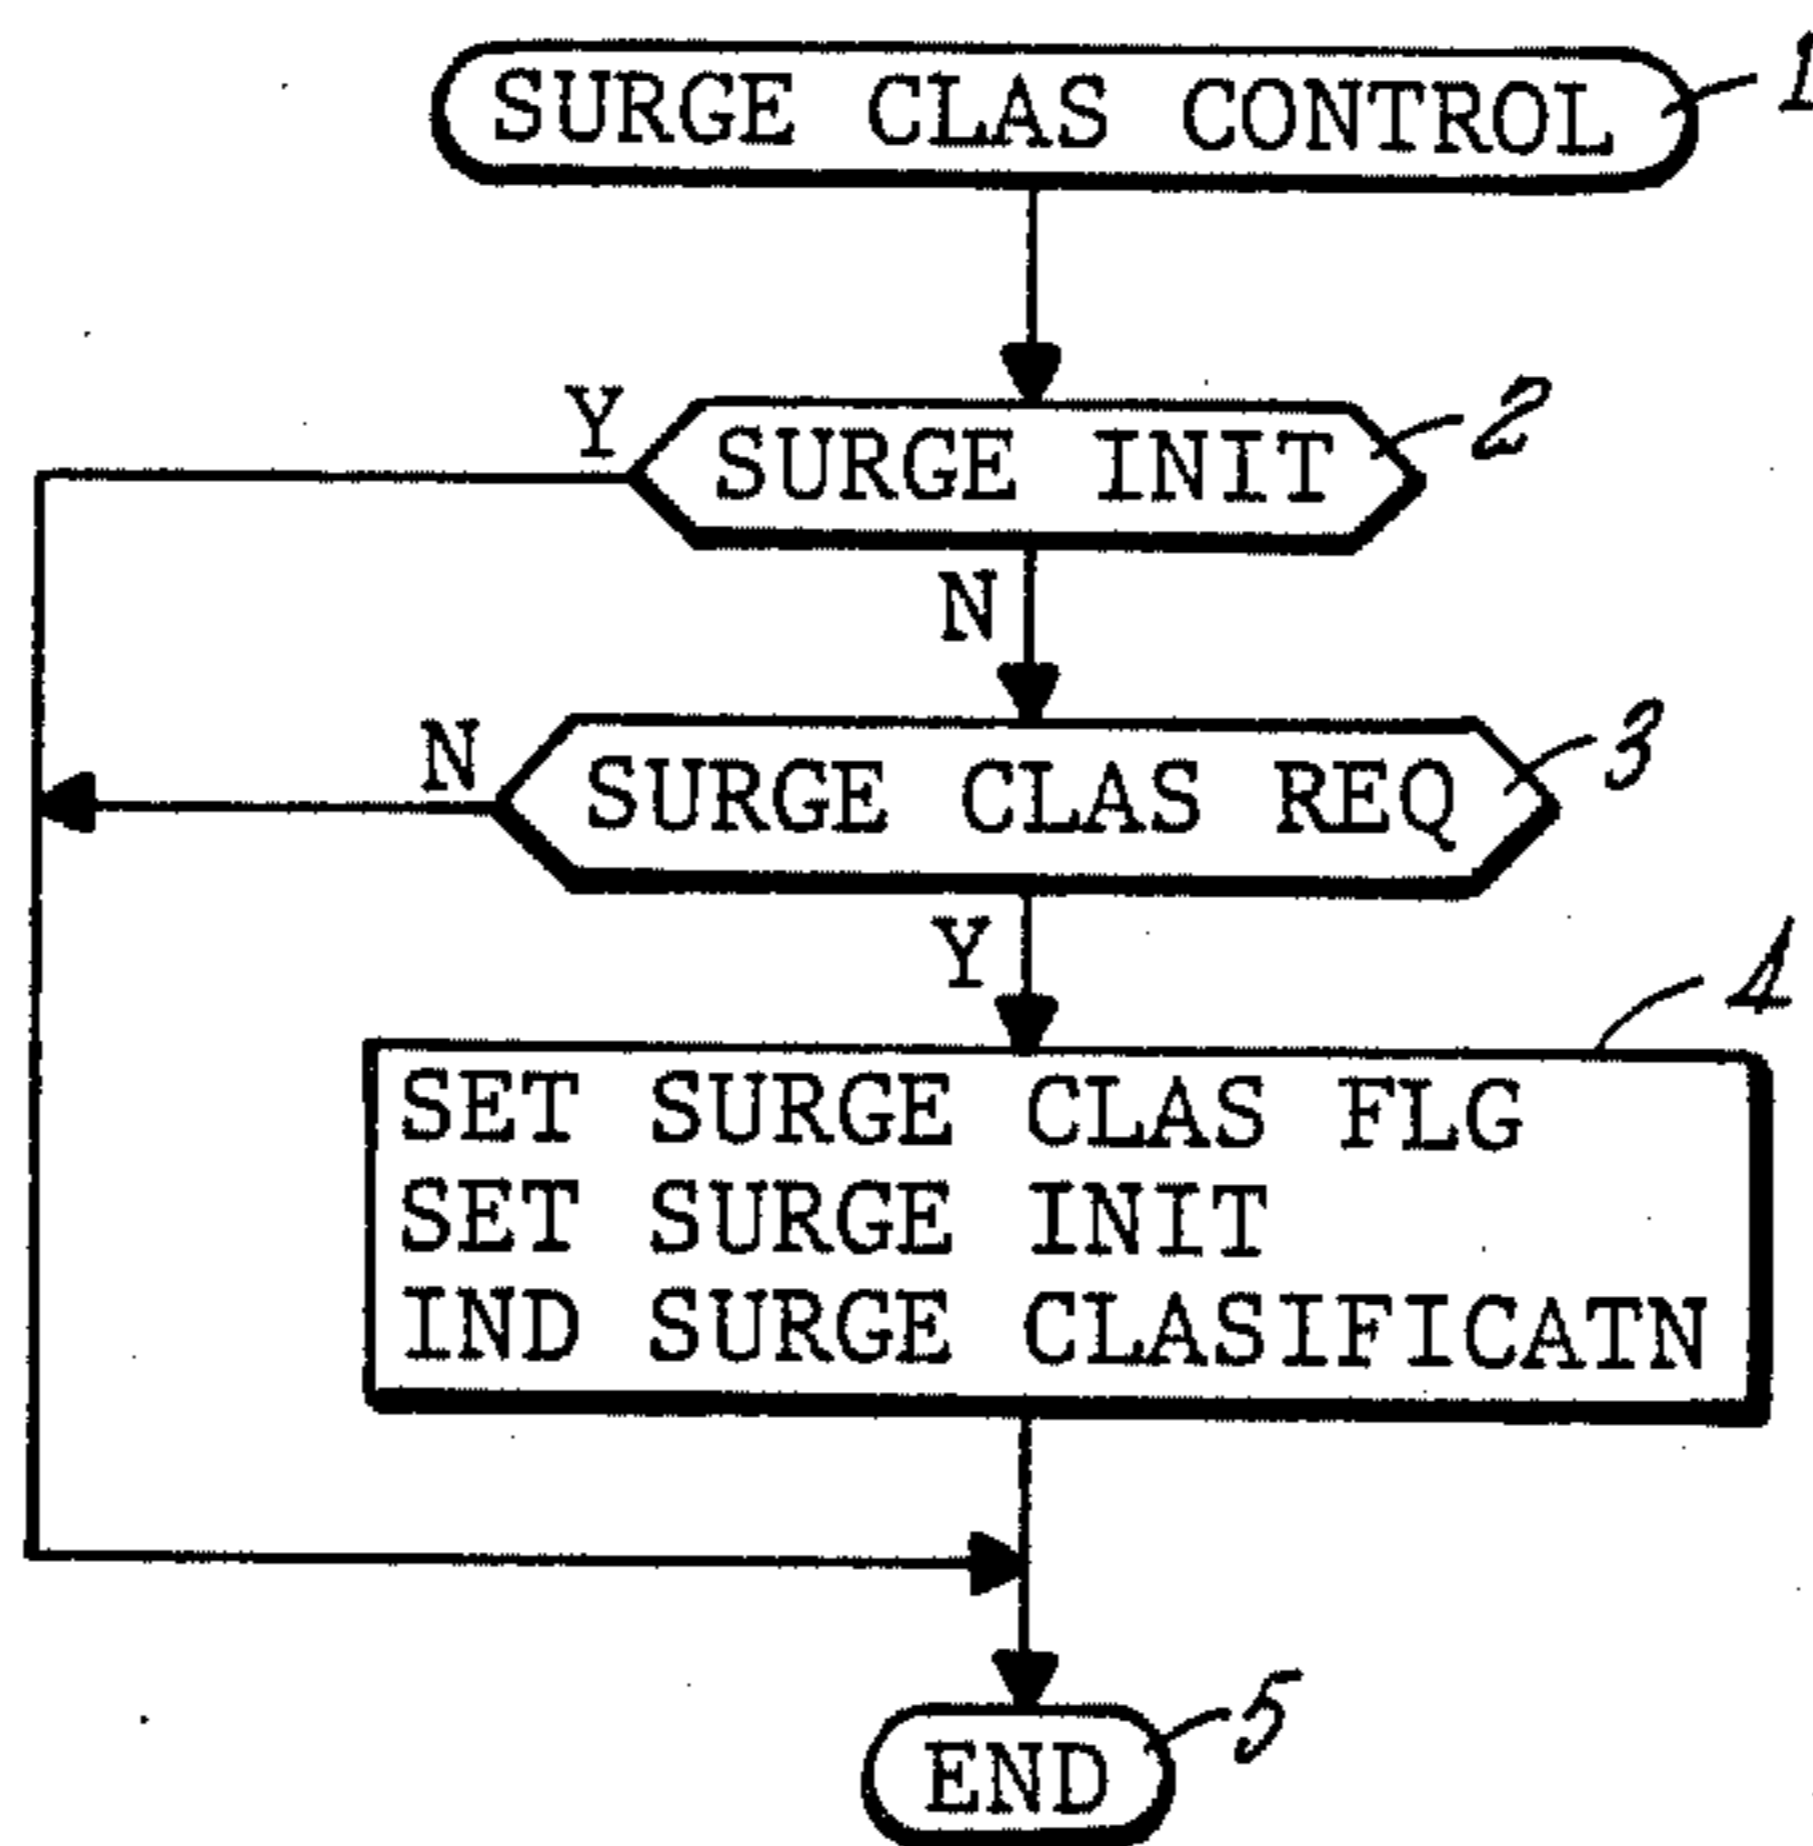 SURGE CLAS CONTROL
1
Y
SURGE INIT
2
N
N
SURGE CLAS REQ
3
Y
4
SET SURGE CLAS FLG
SET SURGE INIT
IND SURGE CLASIFICATN
END
5